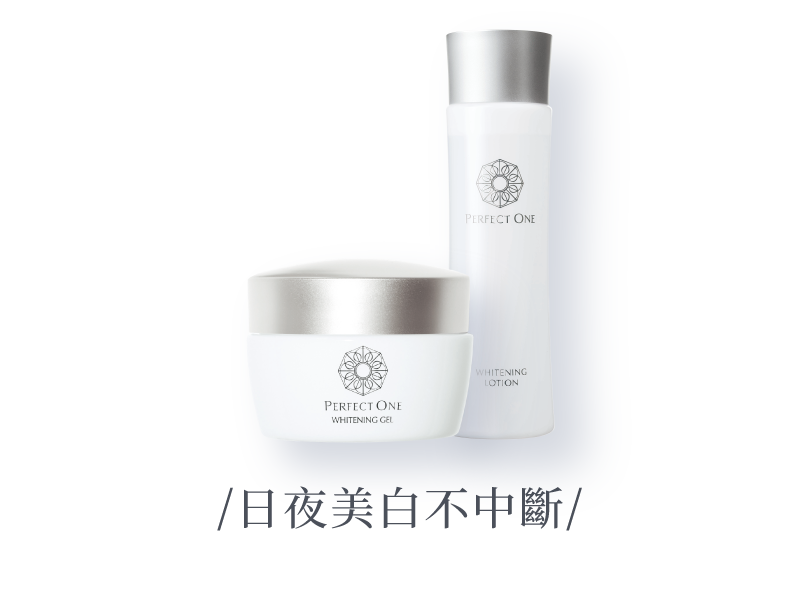 PERFECT ONE
WHITENING
LOTION
PERFECT ONE
WHITENING GEL
/日夜美白不中斷/